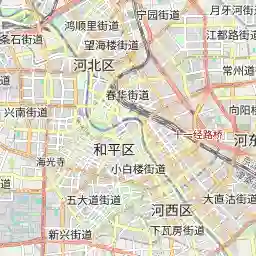 宁园街道
月牙河街道
鸿顺里街道
江都路街道
条石街道
望海楼街道
河北区
常州道
春华街道
兴南街道
向阳楼
十一经路桥
河东
和平区
海光寺
小白楼街道
五大道街道
大直沽街道
河西区
新兴街道
下瓦房街道